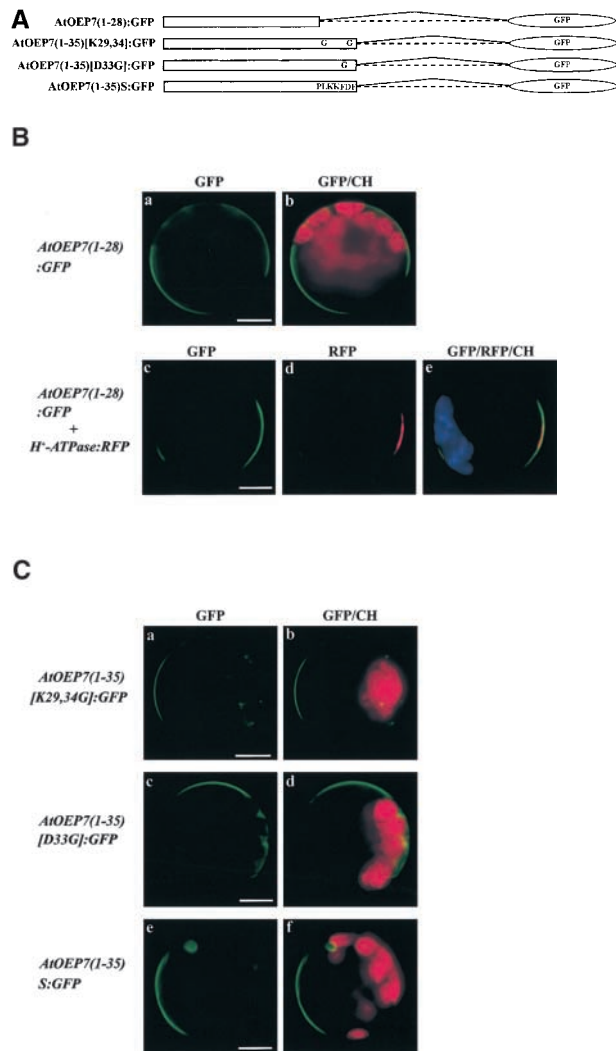 A
AtOEP7(1-28):GFP
GFP
AtOEP7(1-35)[K29,34]:GFP
G G
GFP
AtOEP7(1-35)[D33G]:GFP
G
GFP
AtOEP7(1-35)S:GFP
PLKKFDF
GFP
B
GFP GFP/CH
AtOEP7(1-28)
:GFP
a b
GFP RFP GFP/RFP/CH
AtOEP7(1-28)
:GFP
+
H+-ATPase:RFP
c d e
C
GFP GFP/CH
AtOEP7(1-35)
[K29,34G]:GFP
a b
AtOEP7(1-35)
[D33G]:GFP
c d
AtOEP7(1-35)
S:GFP
e f